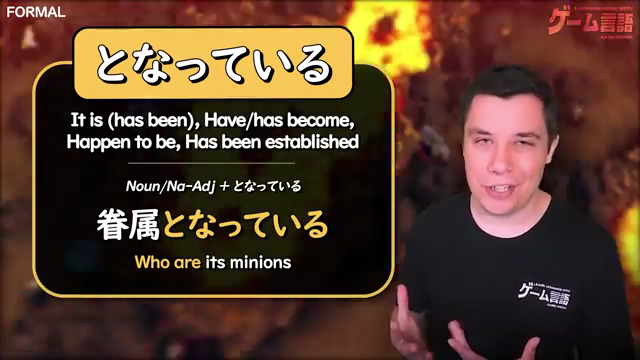 FORMAL
ゲーム言語
となっている
It is (has been), Have/has become,
Happen to be, Has been established
Noun/Na-Adj + となっている
眷属となっている
Who are its minions
ゲーム言語